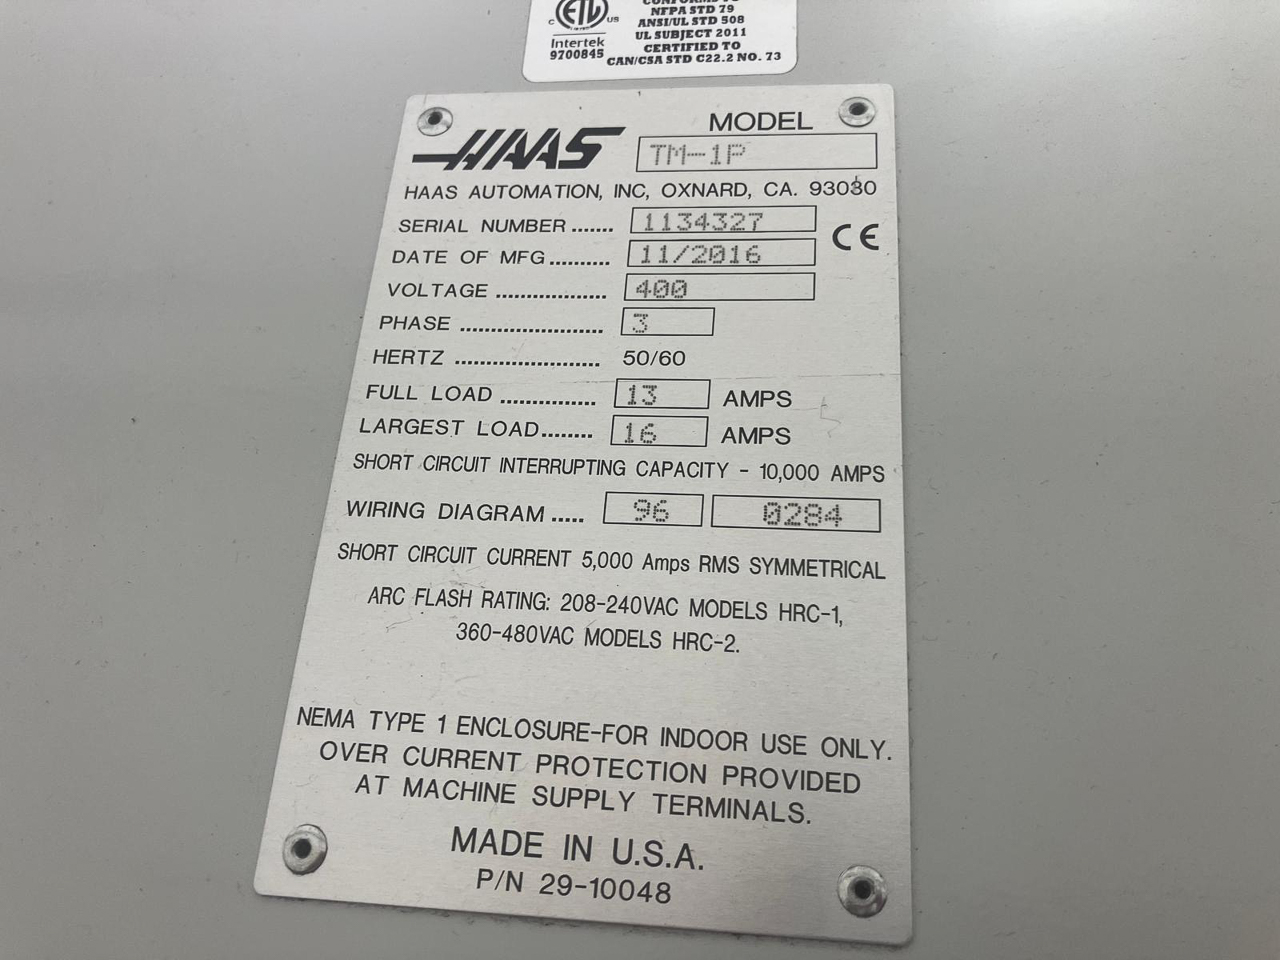 CONFORMS TO
NFPA STD 79
ANSI/UL STD 508
UL SUBJECT 2011
CERTIFIED TO
CAN/CSA STD C22.2 NO. 73
C ETL US
Intertek
9700845
HAAS
MODEL
TM-1P
HAAS AUTOMATION, INC, OXNARD, CA. 93030
SERIAL NUMBER ....... 1134327
CE
DATE OF MFG.......... 11/2016
VOLTAGE .................. 400
PHASE ....................... 3
HERTZ ....................... 50/60
FULL LOAD ............... 13 AMPS
LARGEST LOAD........ 16 AMPS
SHORT CIRCUIT INTERRUPTING CAPACITY - 10,000 AMPS
WIRING DIAGRAM ..... 96 0284
SHORT CIRCUIT CURRENT 5,000 Amps RMS SYMMETRICAL
ARC FLASH RATING: 208-240VAC MODELS HRC-1,
360-480VAC MODELS HRC-2.
NEMA TYPE 1 ENCLOSURE-FOR INDOOR USE ONLY.
OVER CURRENT PROTECTION PROVIDED
AT MACHINE SUPPLY TERMINALS.
MADE IN U.S.A.
P/N 29-10048